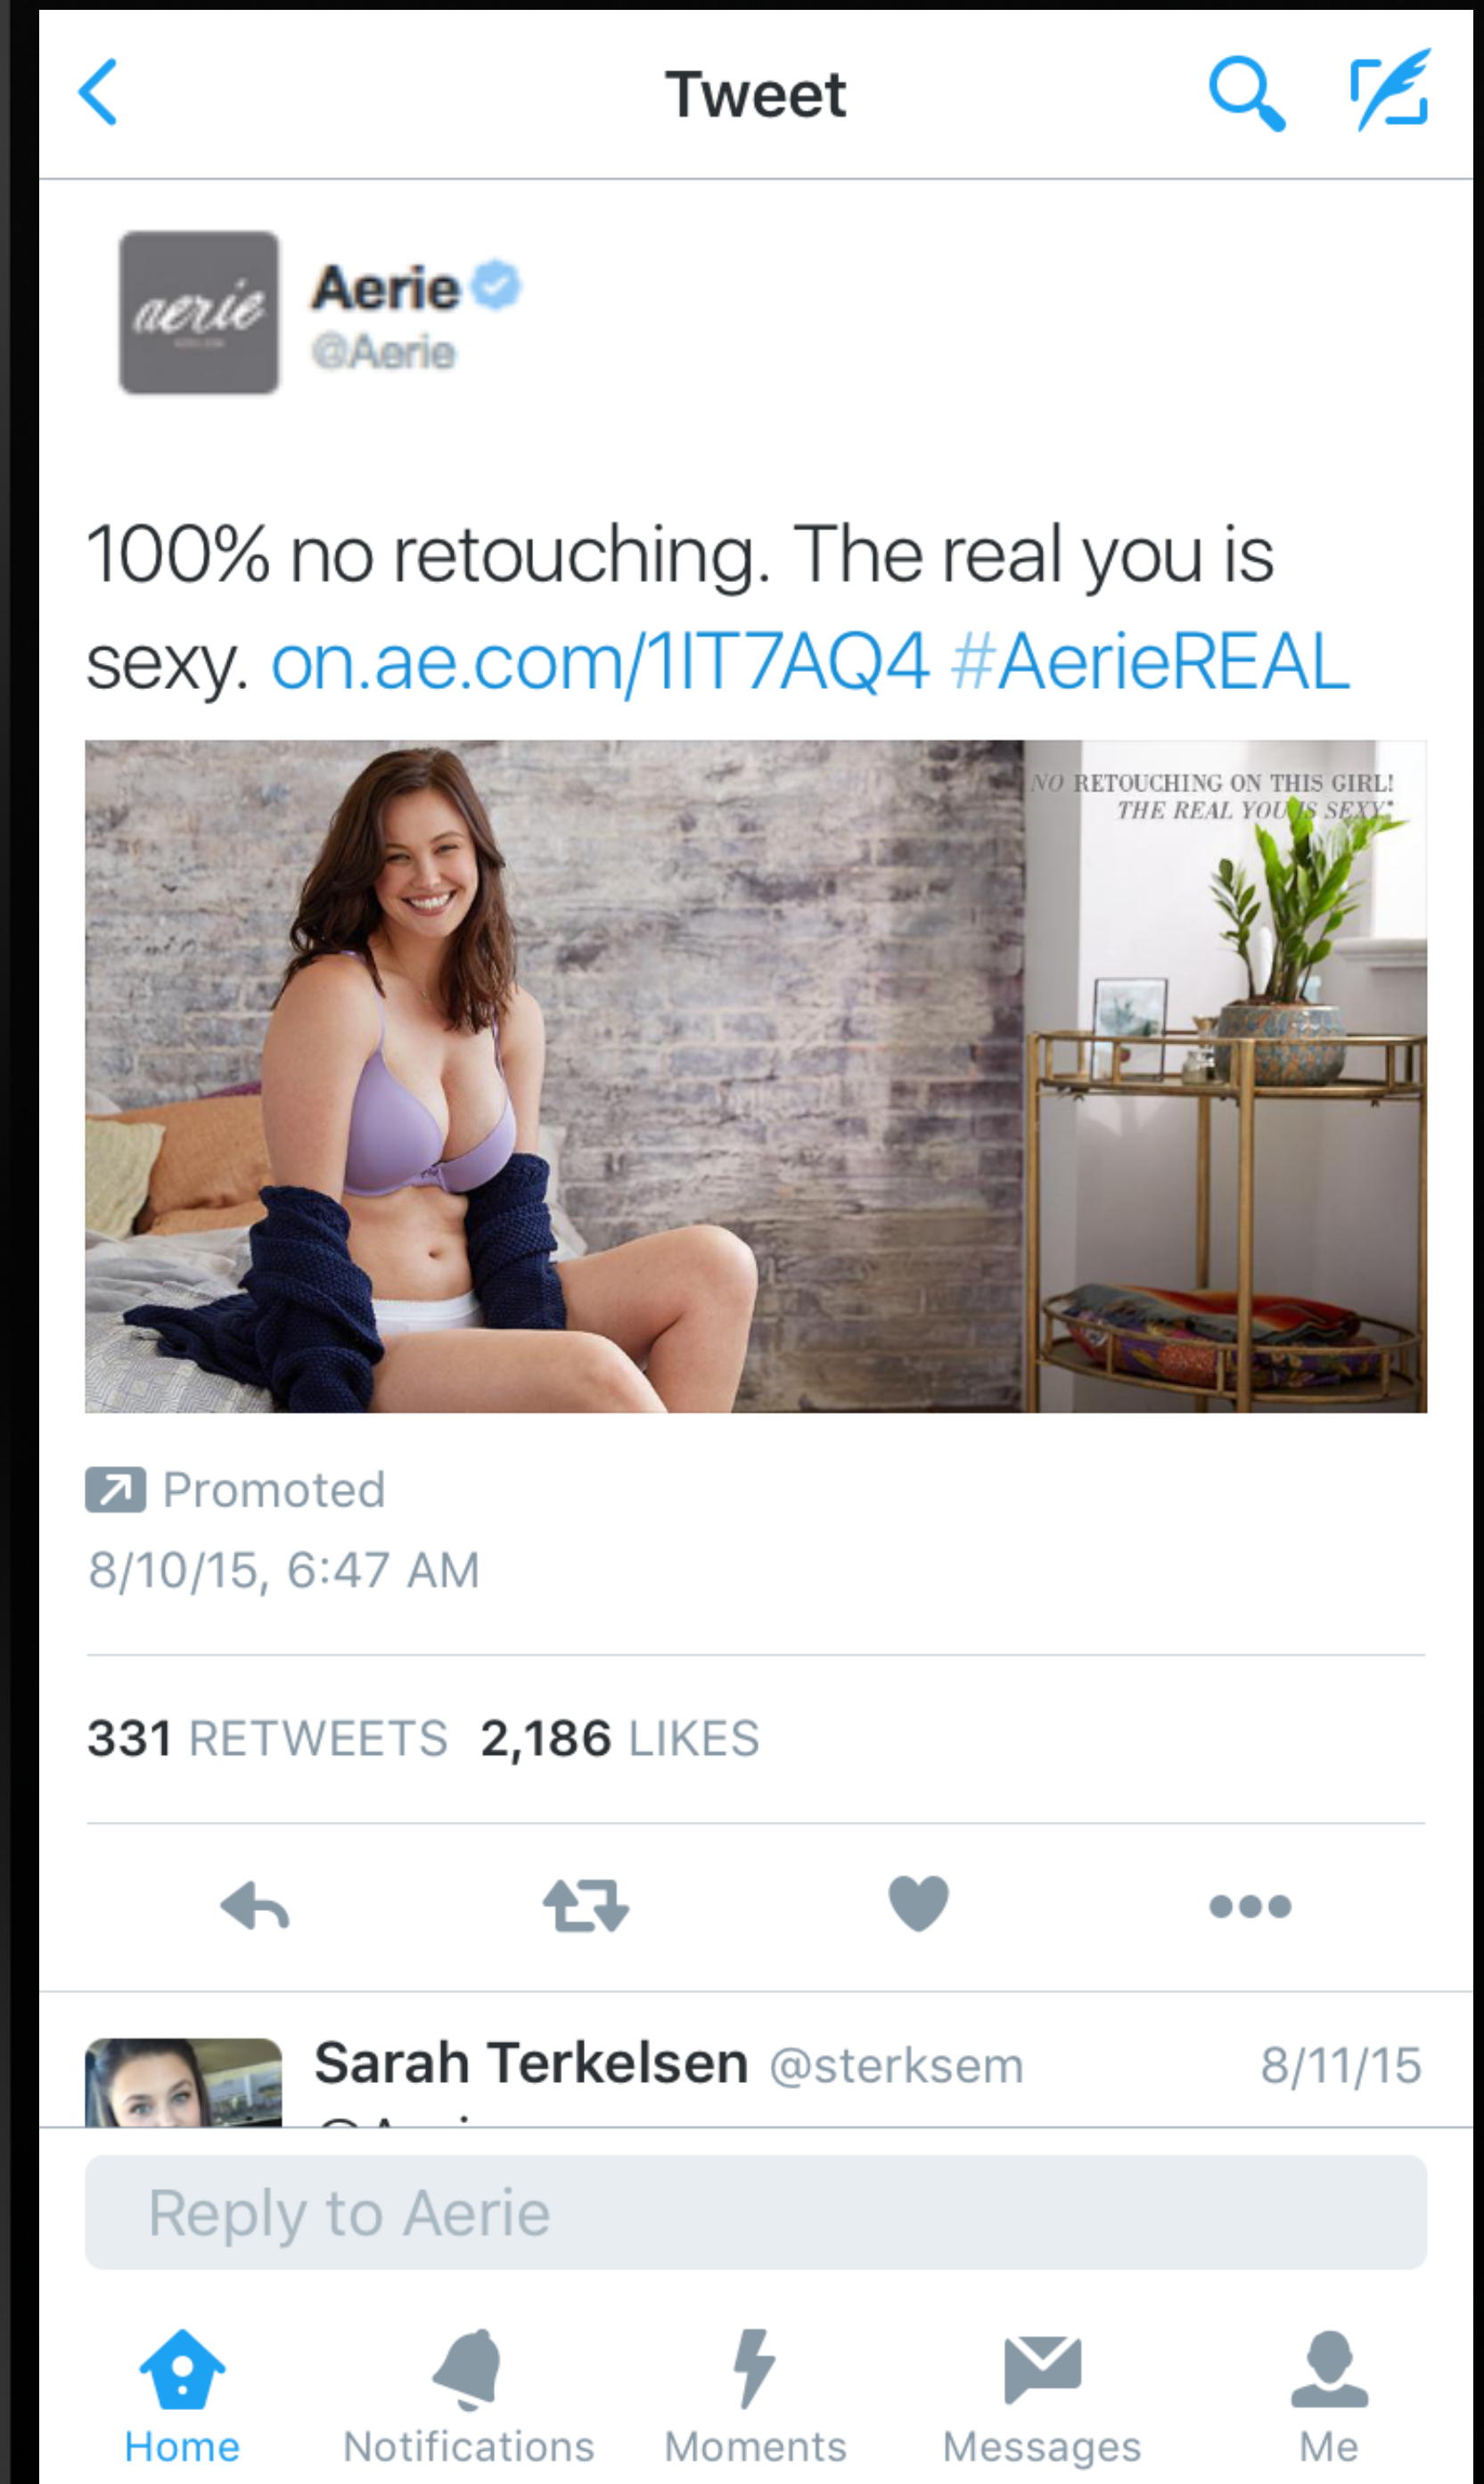 Tweet
aerie
Aerie
@Aerie
100% no retouching. The real you is
sexy. on.ae.com/1IT7AQ4 #AerieREAL
NO RETOUCHING ON THIS GIRL!
THE REAL YOU IS SEXY*
Promoted
8/10/15, 6:47 AM
331 RETWEETS 2,186 LIKES
Sarah Terkelsen @sterksem 8/11/15
Reply to Aerie
Home Notifications Moments Messages Me